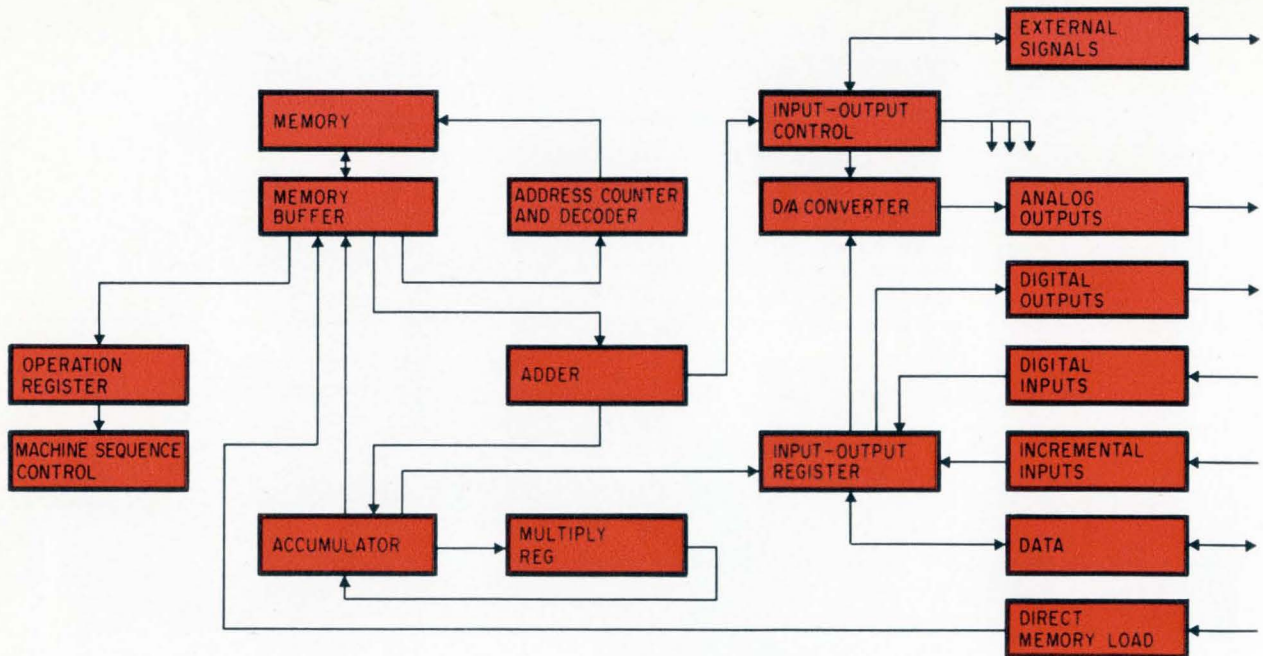 EXTERNAL
SIGNALS
MEMORY
INPUT-OUTPUT
CONTROL
MEMORY
BUFFER
ADDRESS COUNTER
AND DECODER
D/A CONVERTER
ANALOG
OUTPUTS
DIGITAL
OUTPUTS
OPERATION
REGISTER
ADDER
DIGITAL
INPUTS
MACHINE SEQUENCE
CONTROL
INPUT-OUTPUT
REGISTER
INCREMENTAL
INPUTS
ACCUMULATOR
MULTIPLY
REG
DATA
DIRECT
MEMORY LOAD